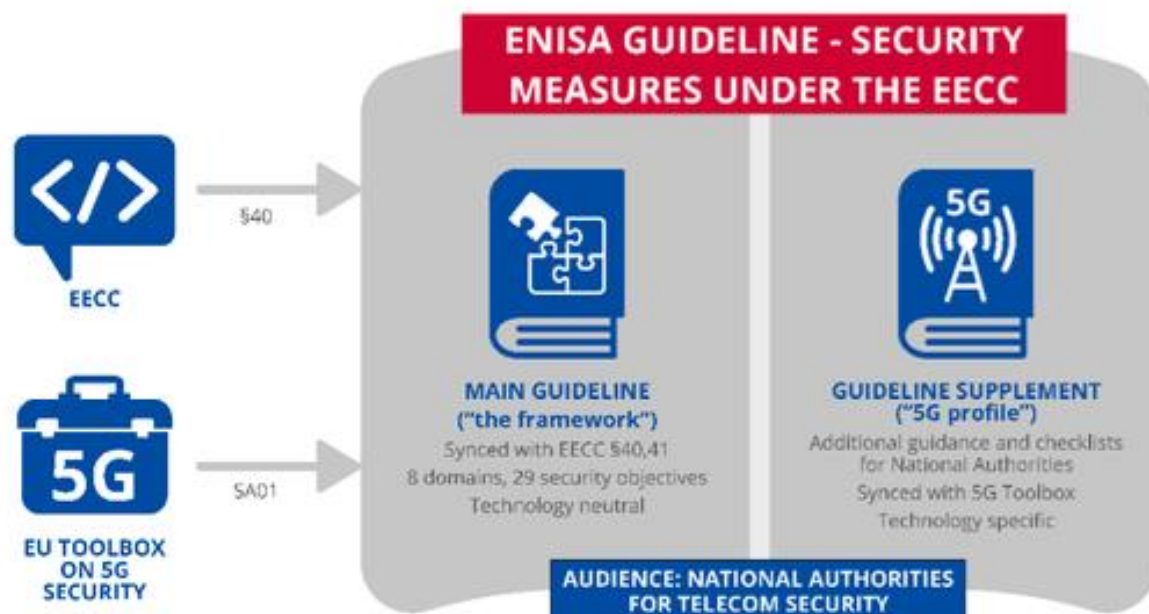 ENISA GUIDELINE - SECURITY
MEASURES UNDER THE EECC
</>
§40
EECC
5G
SA01
EU TOOLBOX
ON 5G
SECURITY
MAIN GUIDELINE
(“the framework”)
Synced with EECC §40,41
8 domains, 29 security objectives
Technology neutral
5G
GUIDELINE SUPPLEMENT
(“5G profile”)
Additional guidance and checklists
for National Authorities
Synced with 5G Toolbox
Technology specific
AUDIENCE: NATIONAL AUTHORITIES
FOR TELECOM SECURITY